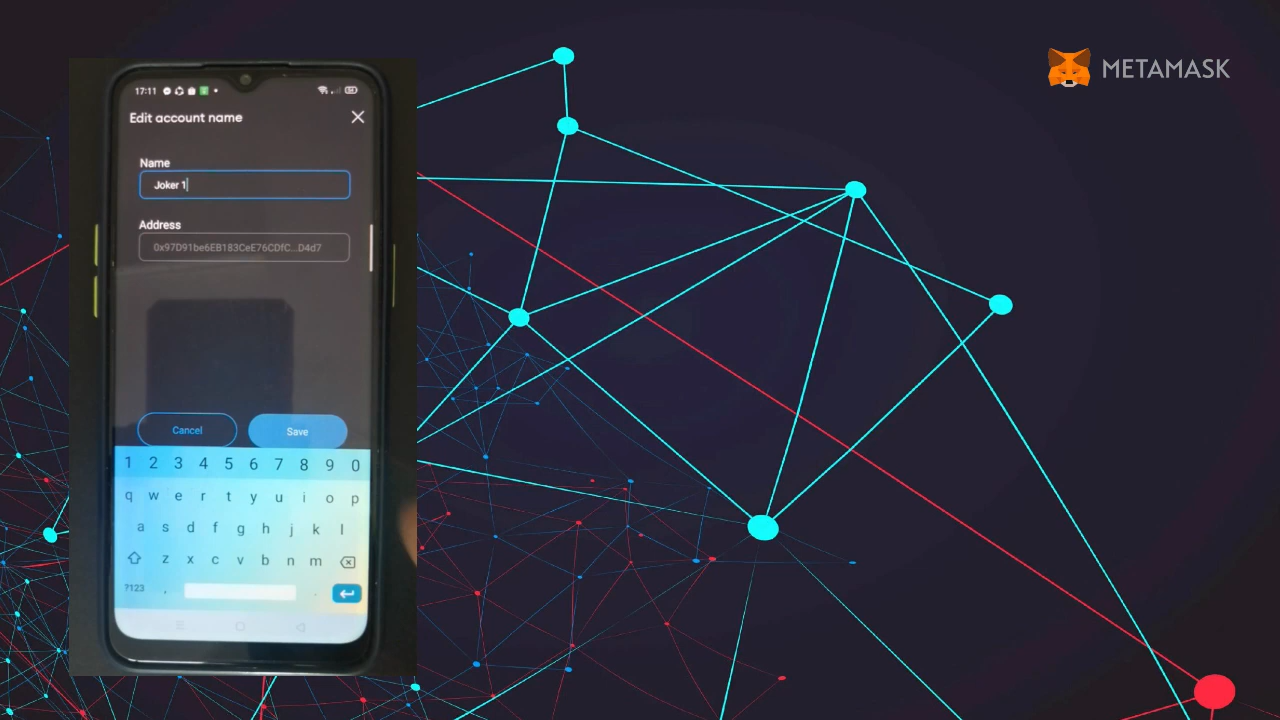 METAMASK
17:11
Edit account name
Name
Joker 1
Address
0x97D91be6EB183CeE76CDfC...D4d7
Cancel
Save
1 2 3 4 5 6 7 8 9 0
q w e r t y u i o p
a s d f g h j k l
z x c v b n m
?123 , .